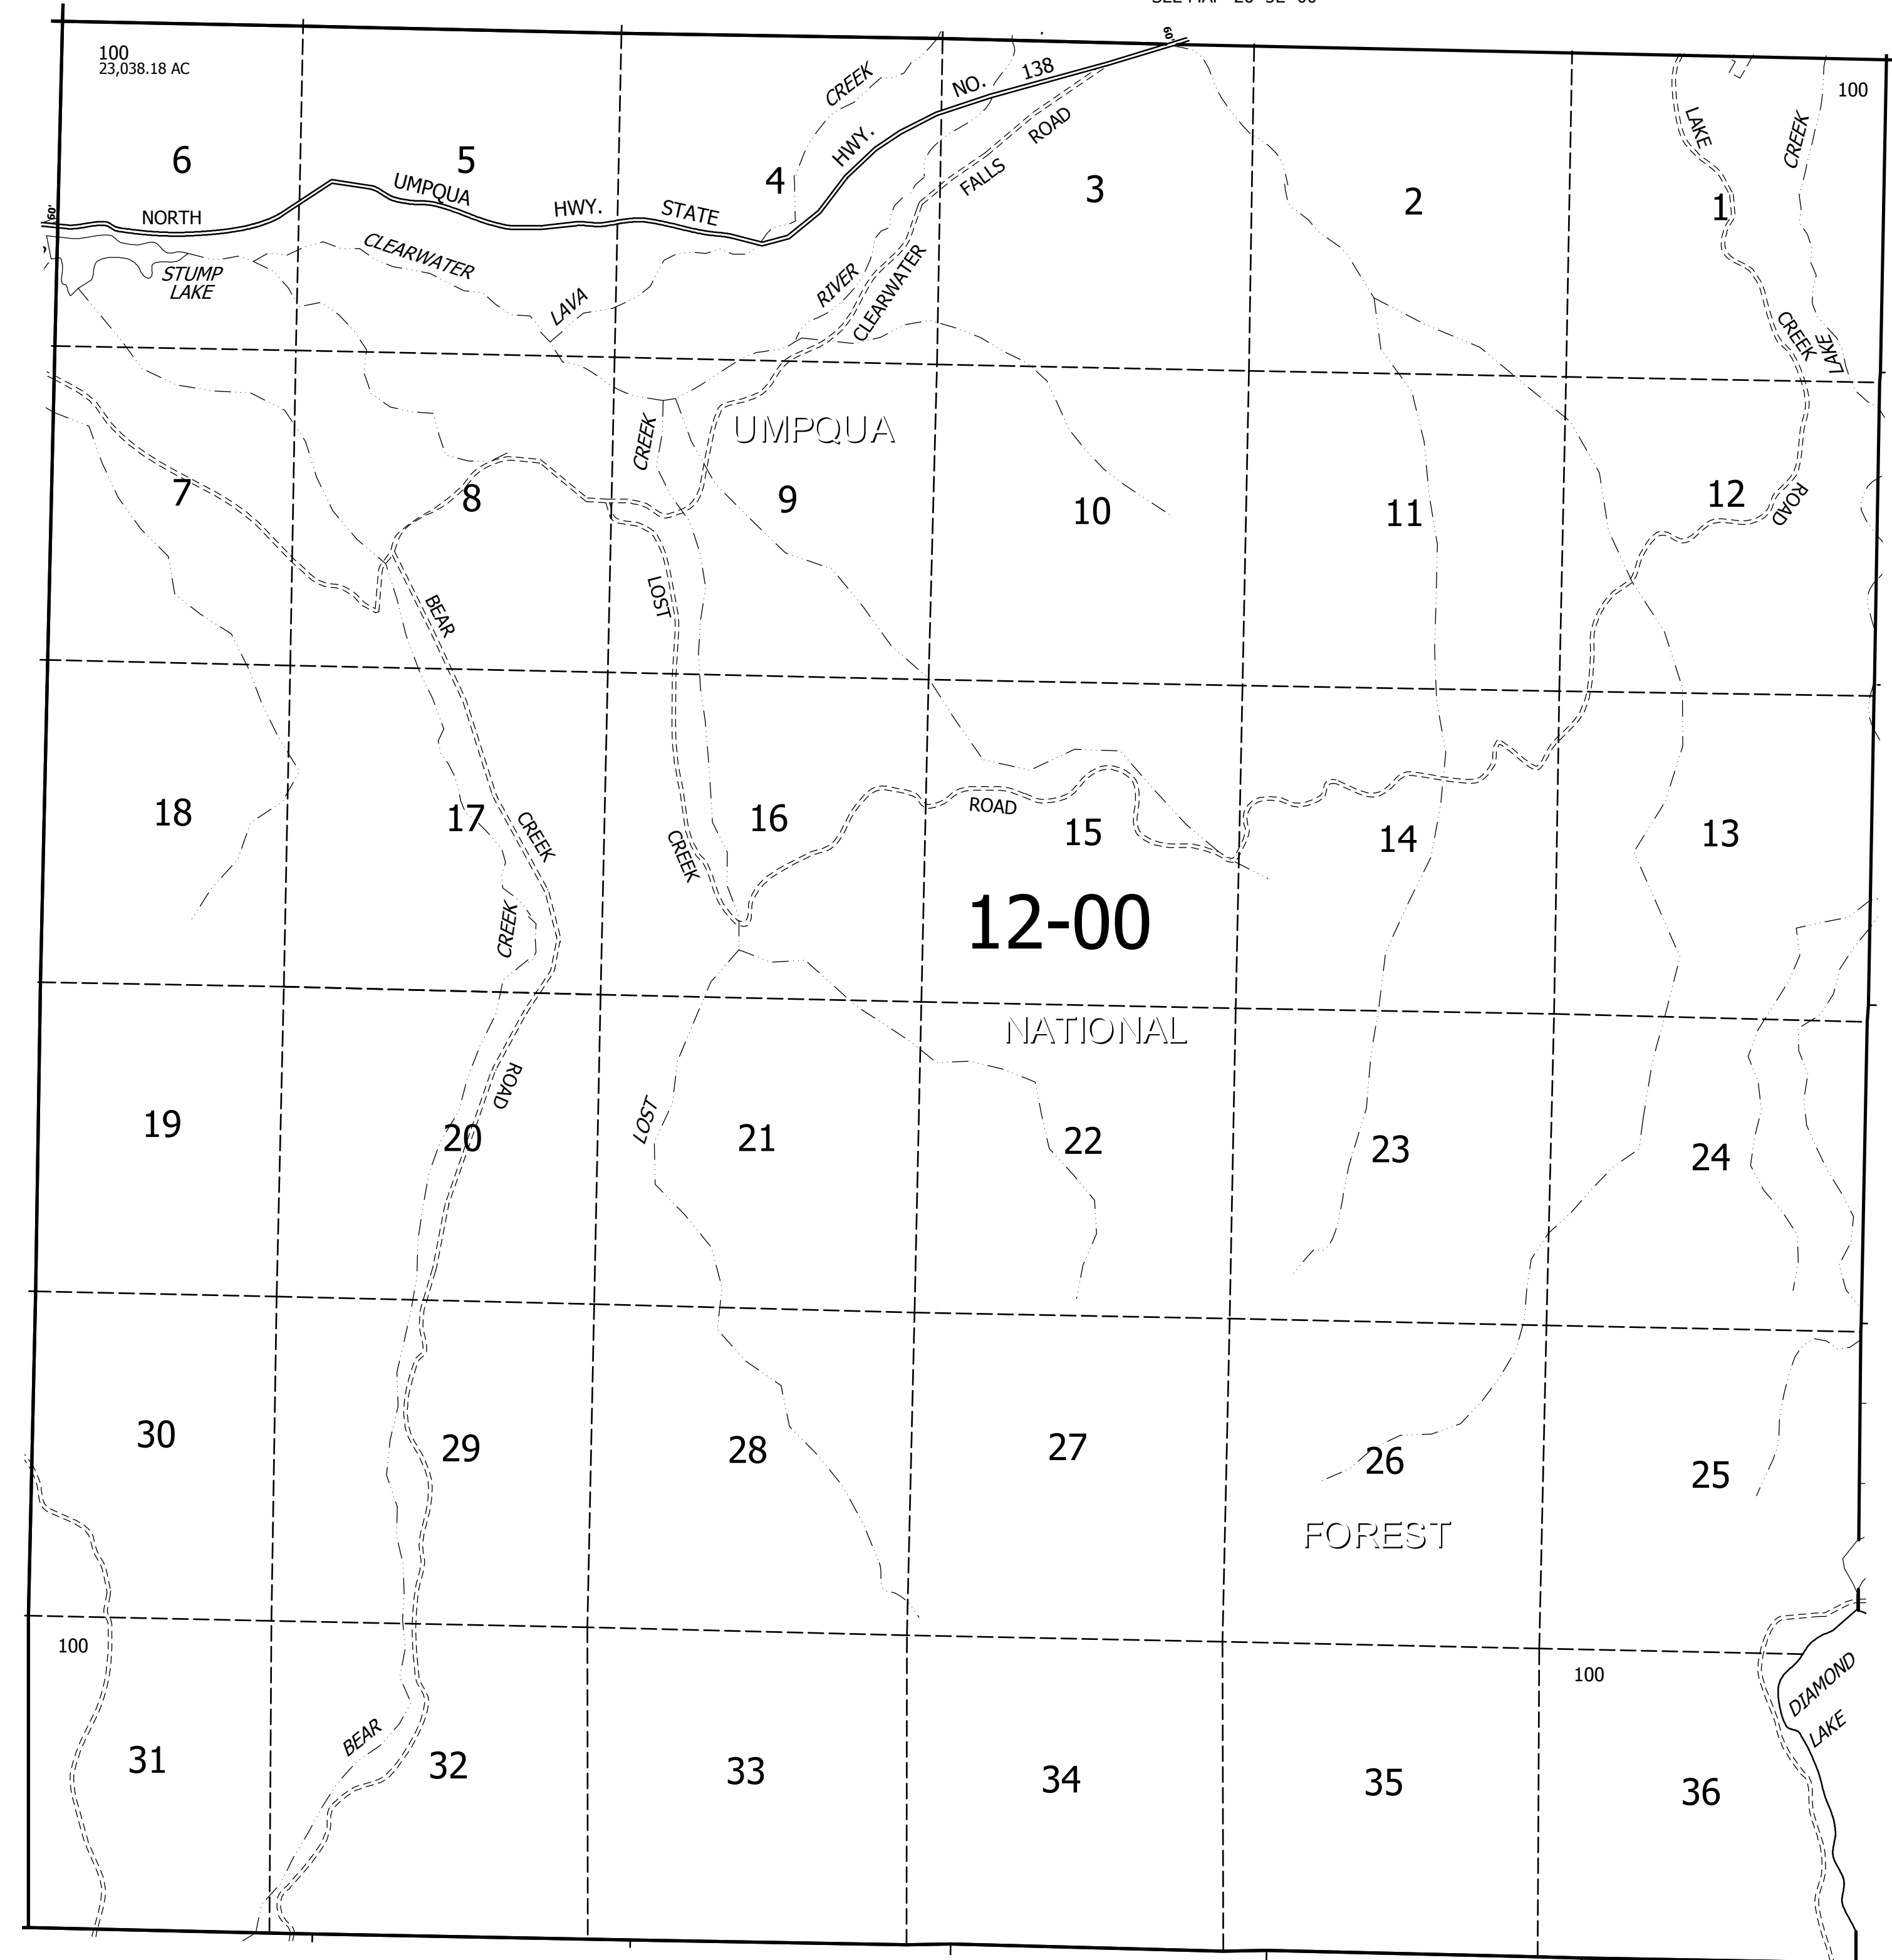 100
23,038.18 AC
60'
100
6
5
4
3
2
1
NORTH
UMPQUA
HWY.
STATE
HWY.
NO.
138
CREEK
FALLS
ROAD
LAKE
CREEK
60'
STUMP
LAKE
CLEARWATER
LAVA
RIVER
CLEARWATER
CREEK
LAKE
UMPQUA
CREEK
7
8
9
10
11
12
ROAD
BEAR
LOST
18
17
16
15
14
13
CREEK
CREEK
ROAD
CREEK
12-00
NATIONAL
ROAD
LOST
19
20
21
22
23
24
30
29
28
27
26
25
FOREST
100
100
DIAMOND
LAKE
BEAR
31
32
33
34
35
36